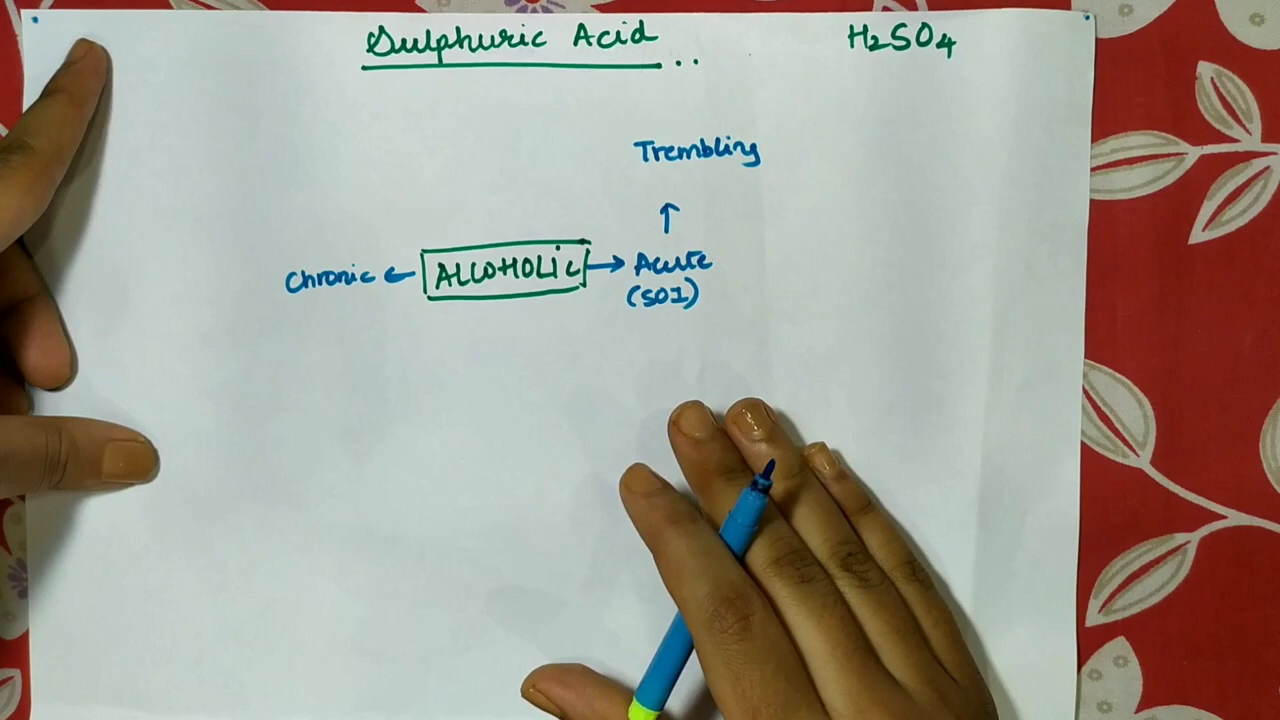 Sulphuric Acid ..
H₂SO₄
Trembling
↑
Chronic ← ALCOHOLiC → Acute
(SOI)